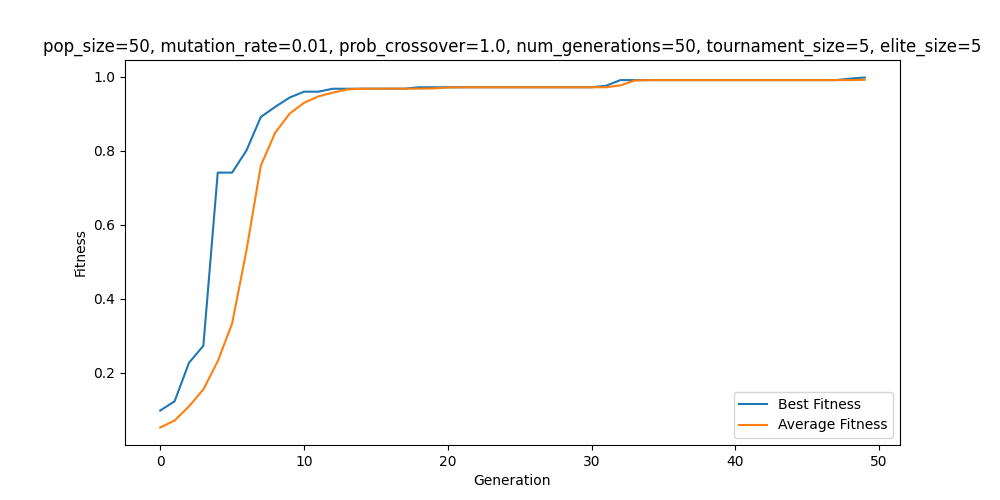 pop_size=50, mutation_rate=0.01, prob_crossover=1.0, num_generations=50, tournament_size=5, elite_size=5
1.0
0.8
0.6
0.4
0.2
Fitness
Best Fitness
Average Fitness
0 10 20 30 40 50
Generation